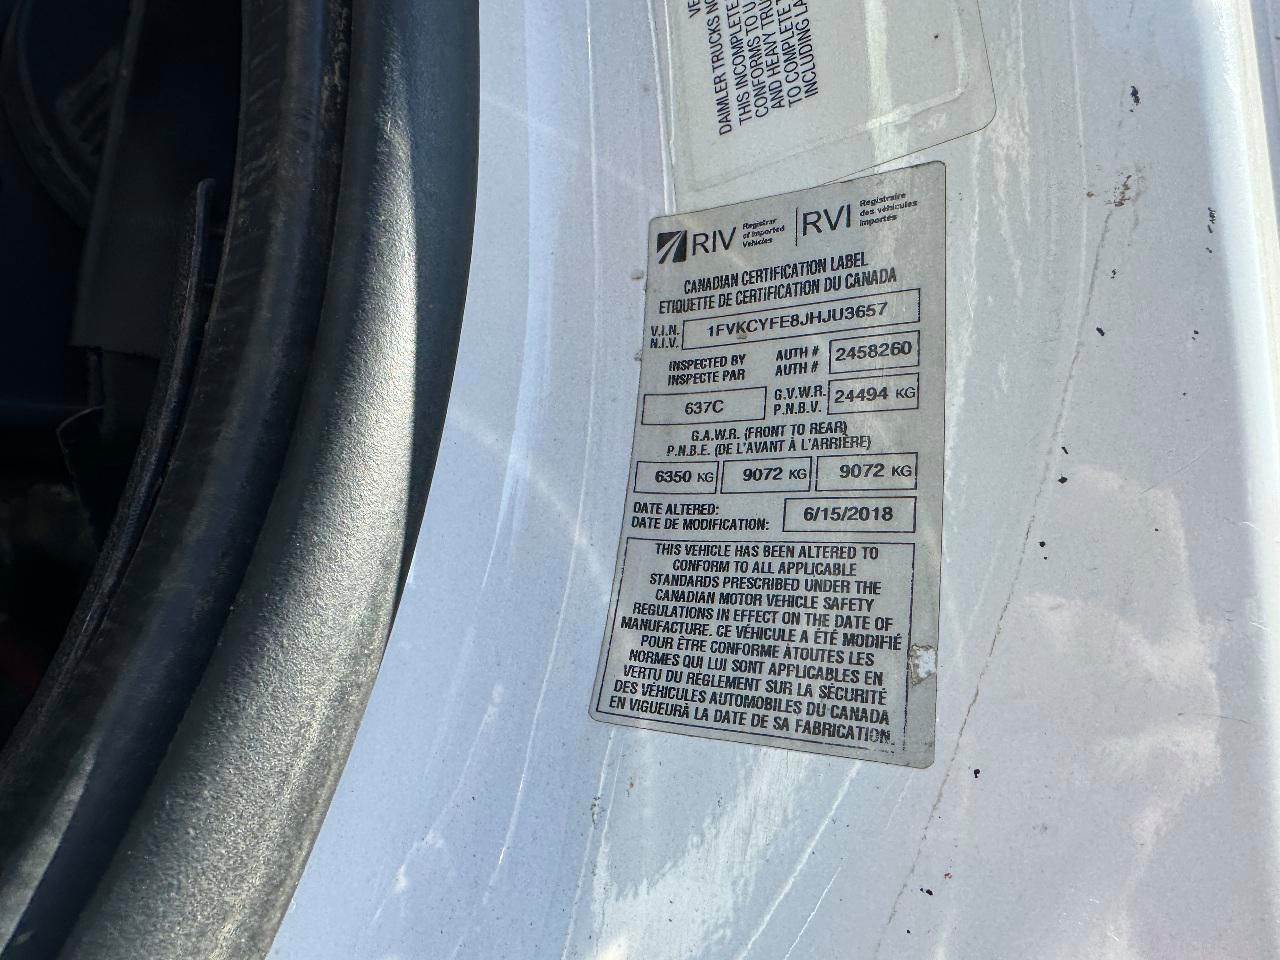 DAIMLER TRUCKS NO
THIS INCOMPLETE
CONFORMS TO
AND HEAVY TRU
TO COMPLETE
INCLUDING LA
RIV Registrar of Imported Vehicles | RVI Registraire des véhicules importés
CANADIAN CERTIFICATION LABEL
ETIQUETTE DE CERTIFICATION DU CANADA
V.I.N. N.I.V. 1FVKCYFE8JHJU3657
INSPECTED BY AUTH # 2458260
INSPECTE PAR AUTH #
637C G.V.W.R. P.N.B.V. 24494 KG
G.A.W.R. (FRONT TO REAR)
P.N.B.E. (DE L'AVANT À L'ARRIÈRE)
6350 KG 9072 KG 9072 KG
DATE ALTERED:
DATE DE MODIFICATION: 6/15/2018
THIS VEHICLE HAS BEEN ALTERED TO
CONFORM TO ALL APPLICABLE
STANDARDS PRESCRIBED UNDER THE
CANADIAN MOTOR VEHICLE SAFETY
REGULATIONS IN EFFECT ON THE DATE OF
MANUFACTURE. CE VÉHICULE A ÉTÉ MODIFIÉ
POUR ÊTRE CONFORME ÀTOUTES LES
NORMES QUI LUI SONT APPLICABLES EN
VERTU DU RÉGLEMENT SUR LA SÉCURITÉ
DES VÉHICULES AUTOMOBILES DU CANADA
EN VIGUEURÀ LA DATE DE SA FABRICATION.